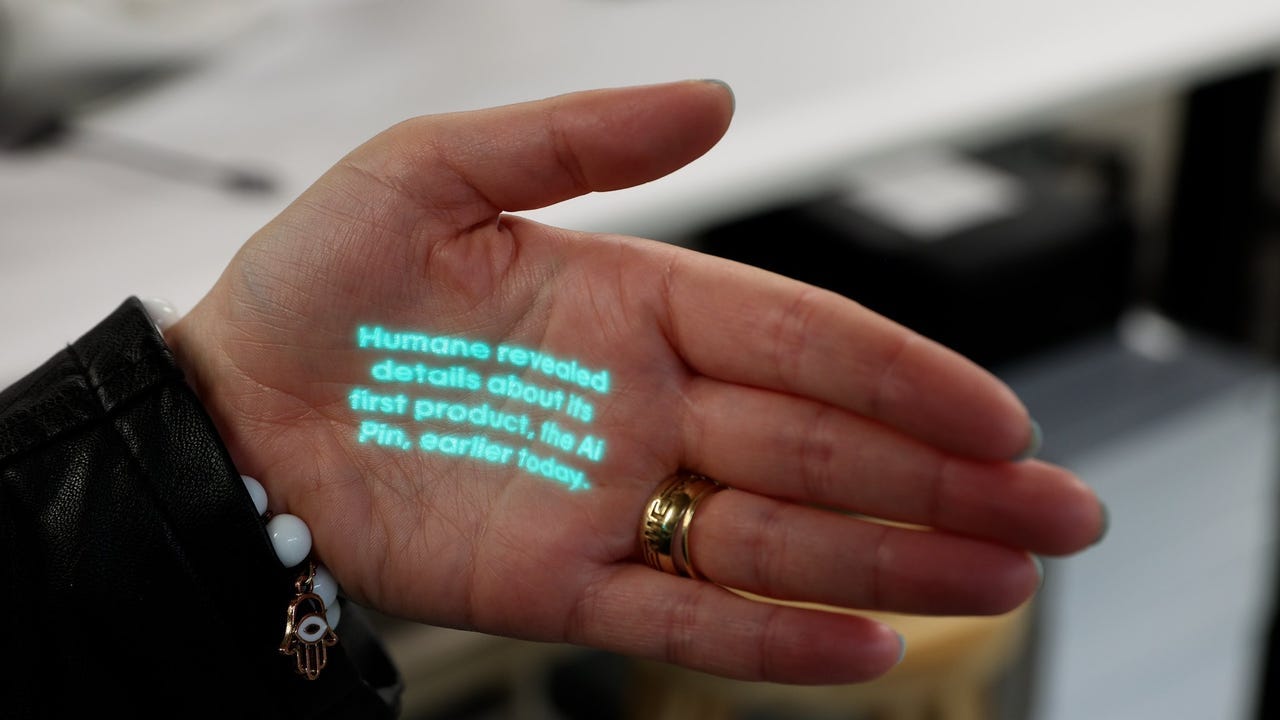 Humane revealed
details about its
first product, the Ai
Pin, earlier today.